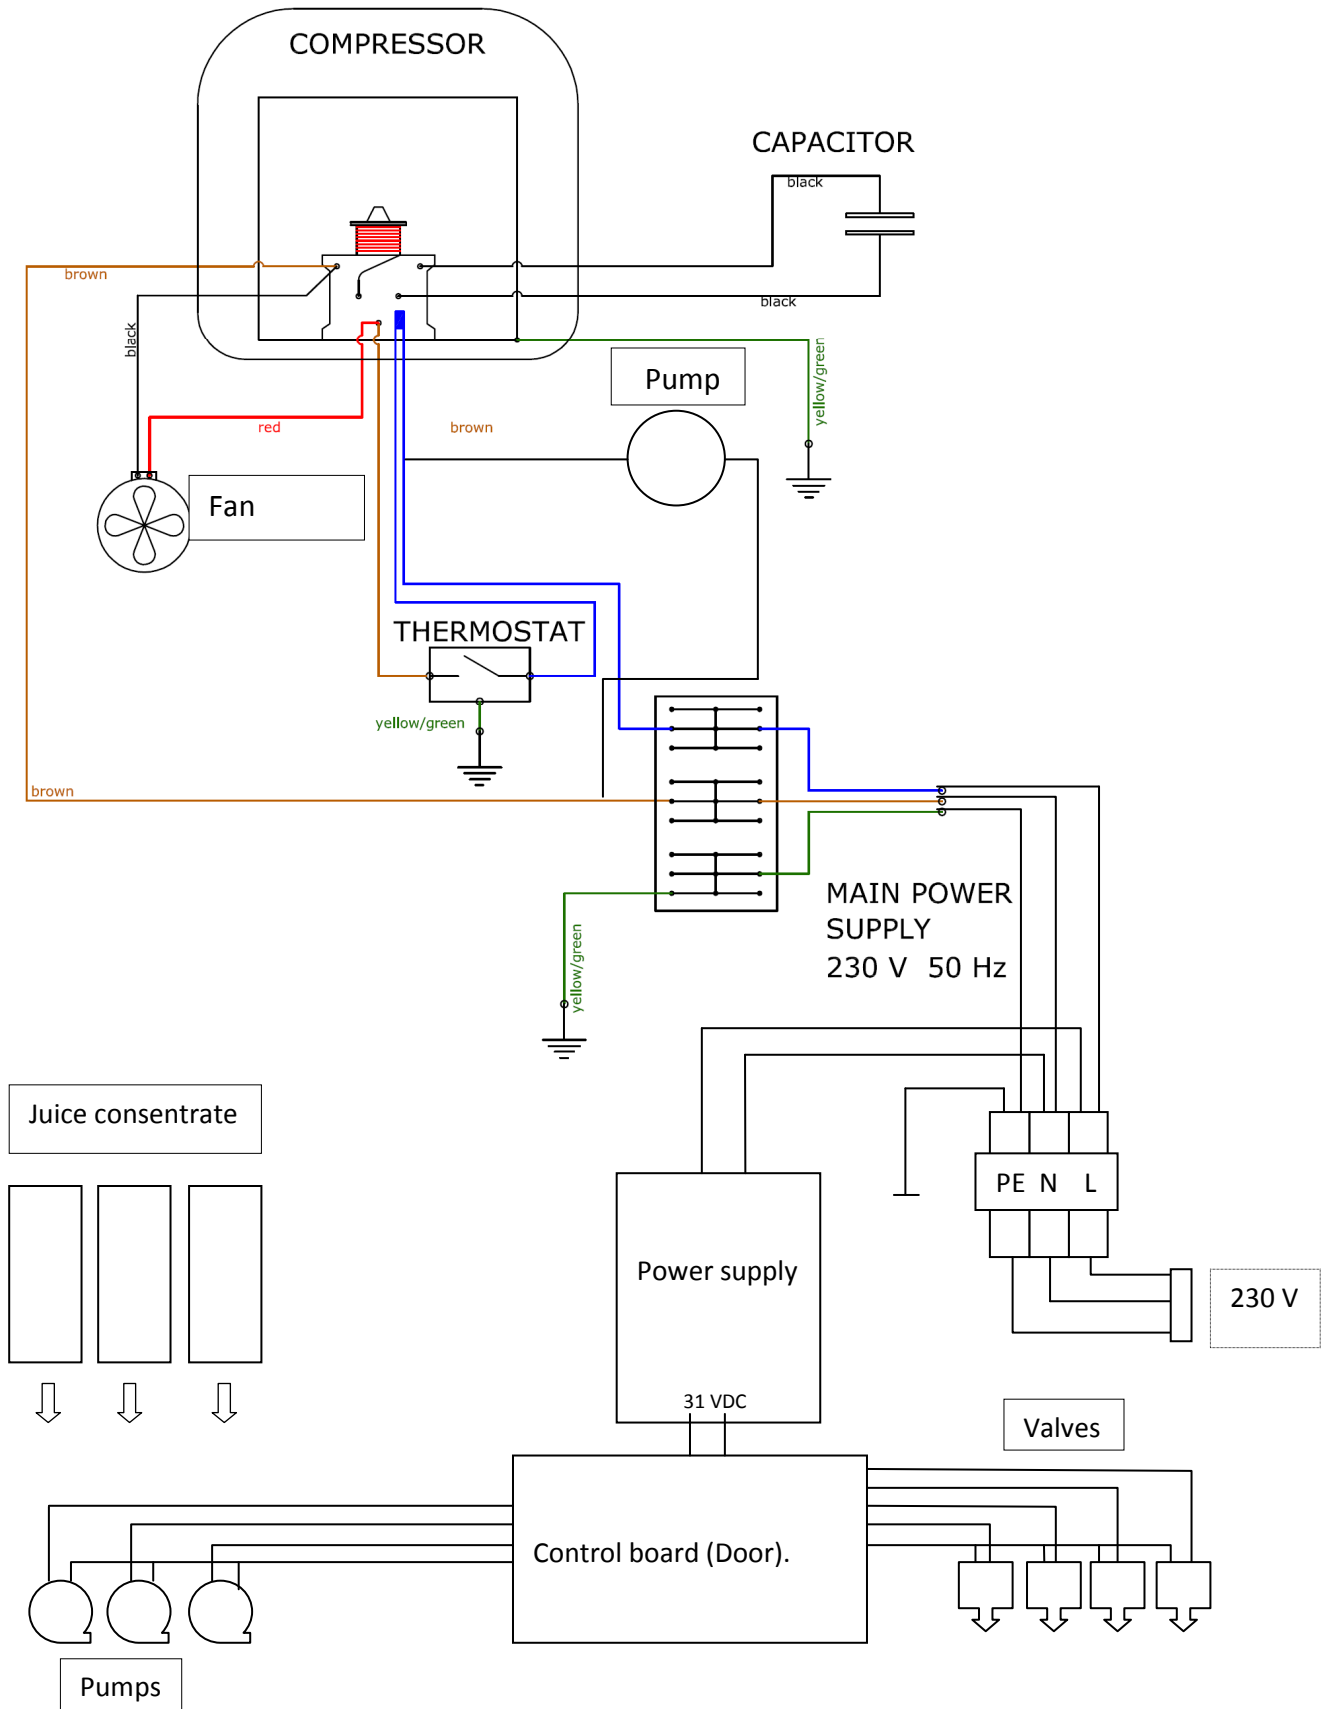 COMPRESSOR
CAPACITOR
black
brown
black
black
yellow/green
Pump
red
brown
Fan
THERMOSTAT
yellow/green
brown
MAIN POWER
SUPPLY
230 V 50 Hz
yellow/green
Juice consentrate
PE N L
Power supply
230 V
31 VDC
Valves
Control board (Door).
Pumps